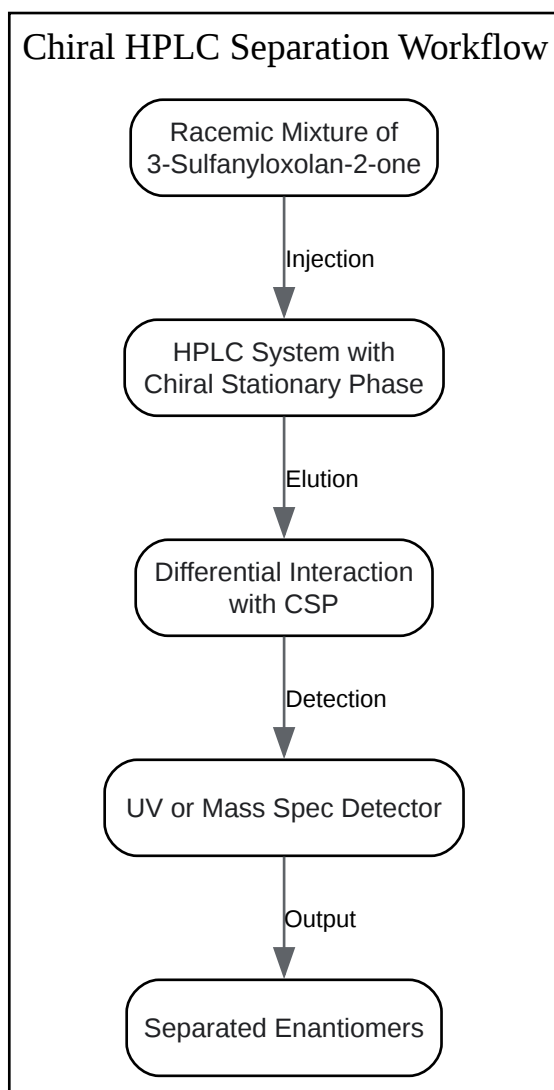 Chiral HPLC Separation Workflow
Racemic Mixture of
3-Sulfanyloxolan-2-one
Injection
HPLC System with
Chiral Stationary Phase
Elution
Differential Interaction
with CSP
Detection
UV or Mass Spec Detector
Output
Separated Enantiomers